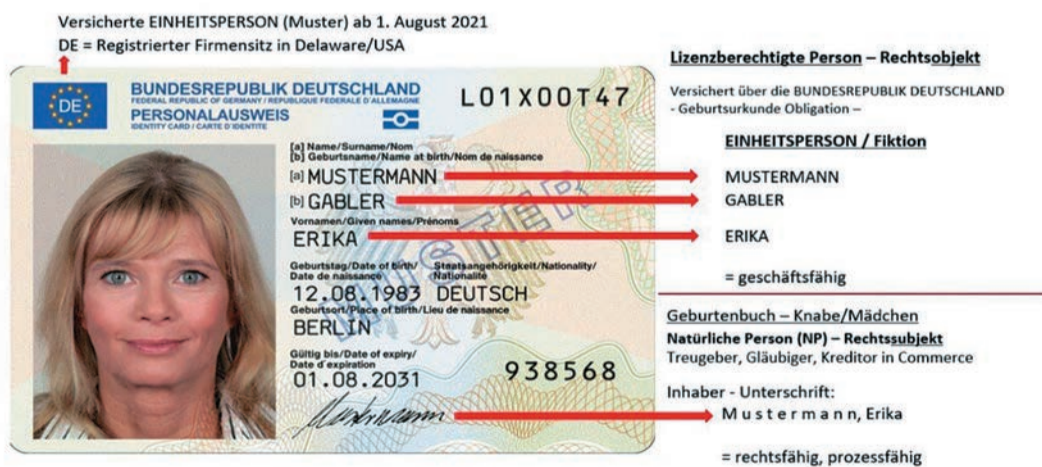 Versicherte EINHEITSPERSON (Muster) ab 1. August 2021
DE = Registrierter Firmensitz in Delaware/USA
DE
BUNDESREPUBLIK DEUTSCHLAND
FEDERAL REPUBLIC OF GERMANY / REPUBLIQUE FEDERALE D'ALLEMAGNE
PERSONALAUSWEIS
IDENTITY CARD / CARTE D'IDENTITE
L01X00T47
[a] Name/Surname/Nom
[b] Geburtsname/Name at birth/Nom de naissance
[a] MUSTERMANN
[b] GABLER
Vornamen/Given names/Prénoms
ERIKA
Geburtstag/Date of birth/
Date de naissance
Staatsangehörigkeit/Nationality/
Nationalité
12.08.1983 DEUTSCH
Geburtsort/Place of birth/Lieu de naissance
BERLIN
Gültig bis/Date of expiry/
Date d'expiration
01.08.2031
938568
Mustermann
MUSTER
Lizenzberechtigte Person – Rechtsobjekt
Versichert über die BUNDESREPUBLIK DEUTSCHLAND
- Geburtsurkunde Obligation –
EINHEITSPERSON / Fiktion
MUSTERMANN
GABLER
ERIKA
= geschäftsfähig
Geburtenbuch – Knabe/Mädchen
Natürliche Person (NP) – Rechtssubjekt
Treugeber, Gläubiger, Kreditor in Commerce
Inhaber - Unterschrift:
M u s t e r m a n n, Erika
= rechtsfähig, prozessfähig